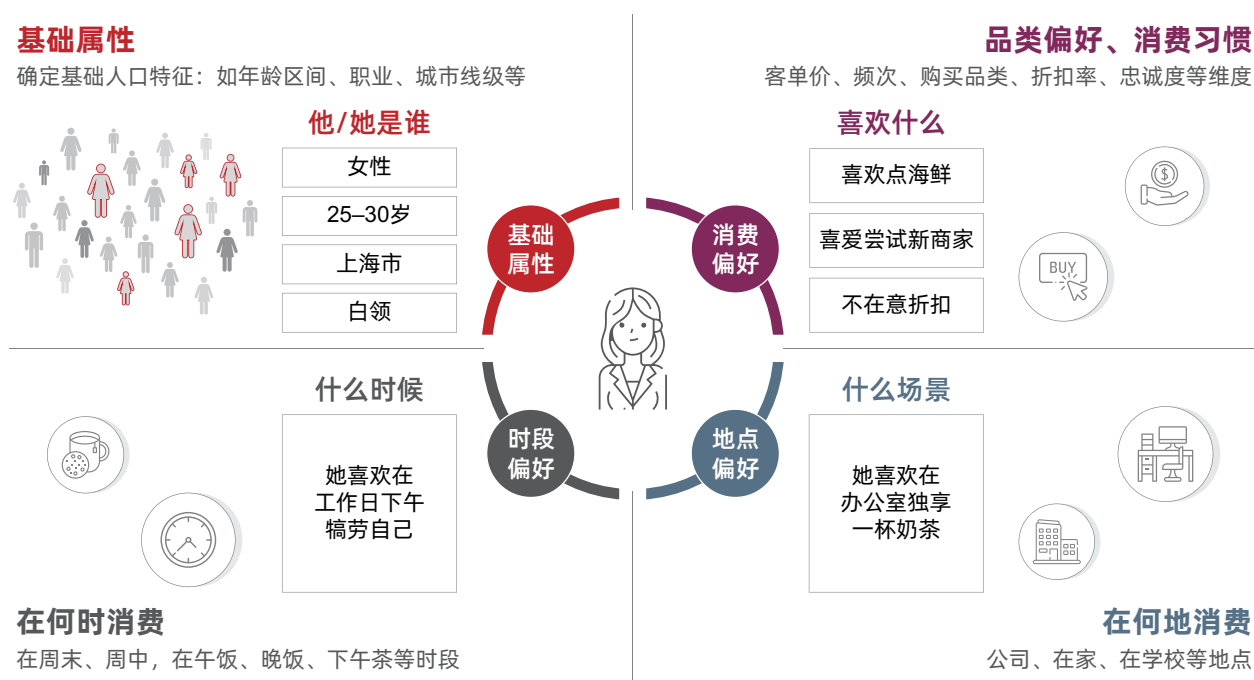 基础属性
确定基础人口特征：如年龄区间、职业、城市线级等
他/她是谁
女性
25–30岁
上海市
白领
基础
属性
品类偏好、消费习惯
客单价、频次、购买品类、折扣率、忠诚度等维度
喜欢什么
喜欢点海鲜
喜爱尝试新商家
不在意折扣
消费
偏好
$
BUY
什么时候
她喜欢在
工作日下午
犒劳自己
时段
偏好
在何时消费
在周末、周中，在午饭、晚饭、下午茶等时段
什么场景
她喜欢在
办公室独享
一杯奶茶
地点
偏好
在何地消费
公司、在家、在学校等地点